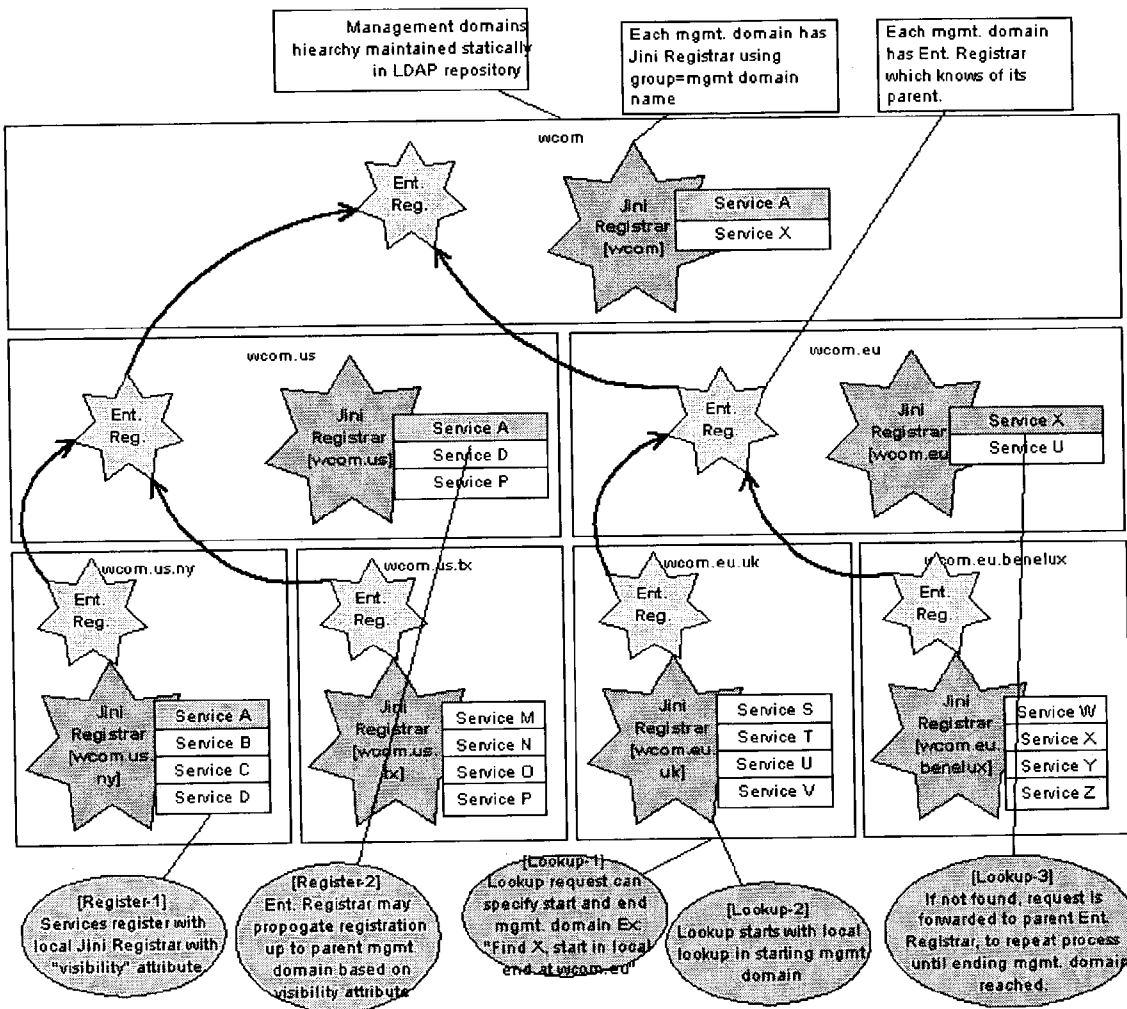 Management domains
hiearchy maintained statically
in LDAP repository
Each mgmt. domain has
Jini Registrar using
group=mgmt domain
name
Each mgmt. domain
has Ent. Registrar
which knows of its
parent.
wcom
Ent.
Reg.
Jini
Registrar
[wcom]
Service A
Service X
wcom.us
Ent.
Reg.
Jini
Registrar
[wcom.us]
Service A
Service D
Service P
wcom.eu
Ent.
Reg.
Jini
Registrar
[wcom.eu
Service X
Service U
wcom.us.ny
Ent.
Reg.
Jini
Registrar
[wcom.us.
ny]
Service A
Service B
Service C
Service D
wcom.us.tx
Ent.
Reg.
Jini
Registrar
[wcom.us.
tx]
Service M
Service N
Service O
Service P
wcom.eu.uk
Ent.
Reg.
Jini
Registrar
[wcom.eu.
uk]
Service S
Service T
Service U
Service V
wcom.eu.benelux
Ent.
Reg.
Jini
Registrar
[wcom.eu.
benelux]
Service W
Service X
Service Y
Service Z
[Register-1]
Services register with
local Jini Registrar with
"visibility" attribute.
[Register-2]
Ent. Registrar may
propogate registration
up to parent mgmt
domain based on
visibility attribute
[Lookup-1]
Lookup request can
specify start and end
mgmt. domain Ex:
"Find X, start in local
end at wcom.eu"
[Lookup-2]
Lookup starts with local
lookup in starting mgmt.
domain
[Lookup-3]
If not found, request is
forwarded to parent Ent.
Registrar, to repeat process
until ending mgmt. domain
reached.